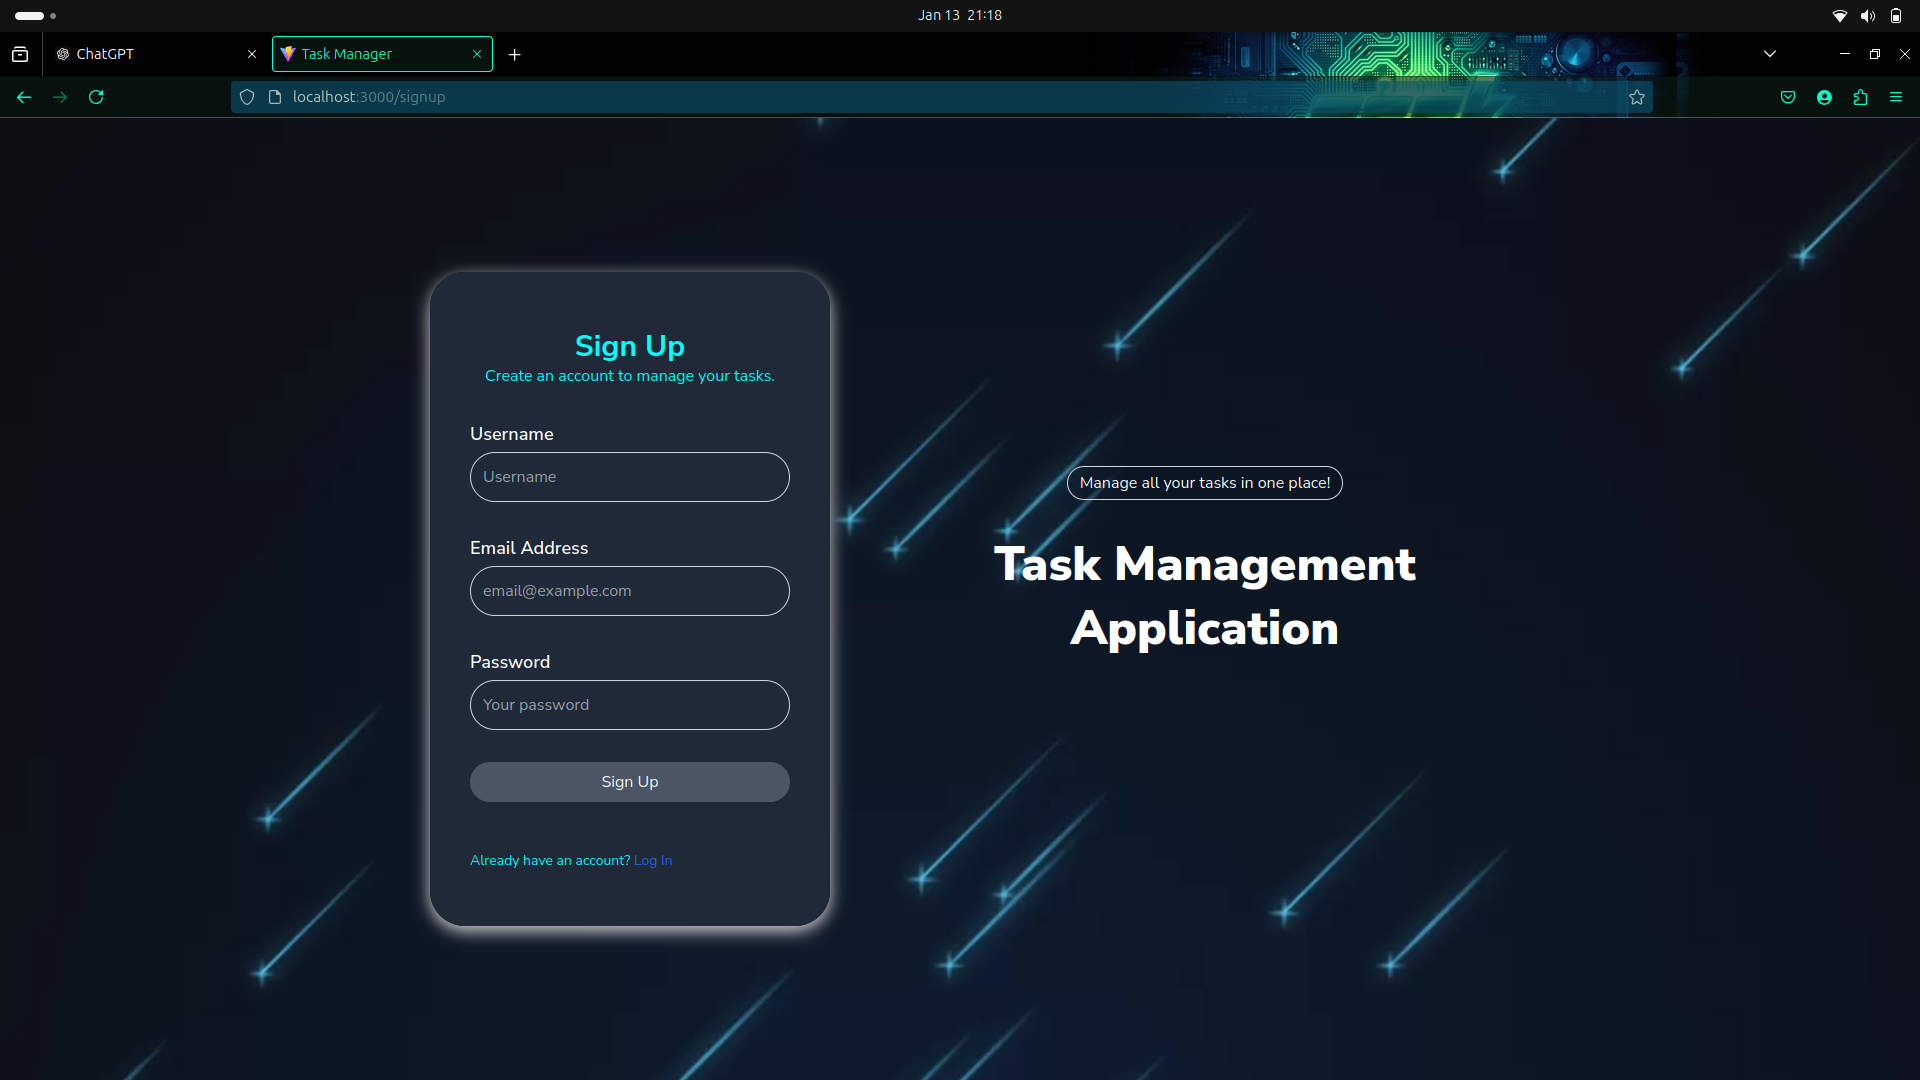 Jan 13 21:18
ChatGPT
Task Manager
localhost:3000/signup
Sign Up
Create an account to manage your tasks.
Username
Username
Email Address
email@example.com
Password
Your password
Sign Up
Already have an account? Log In
Manage all your tasks in one place!
Task Management
Application